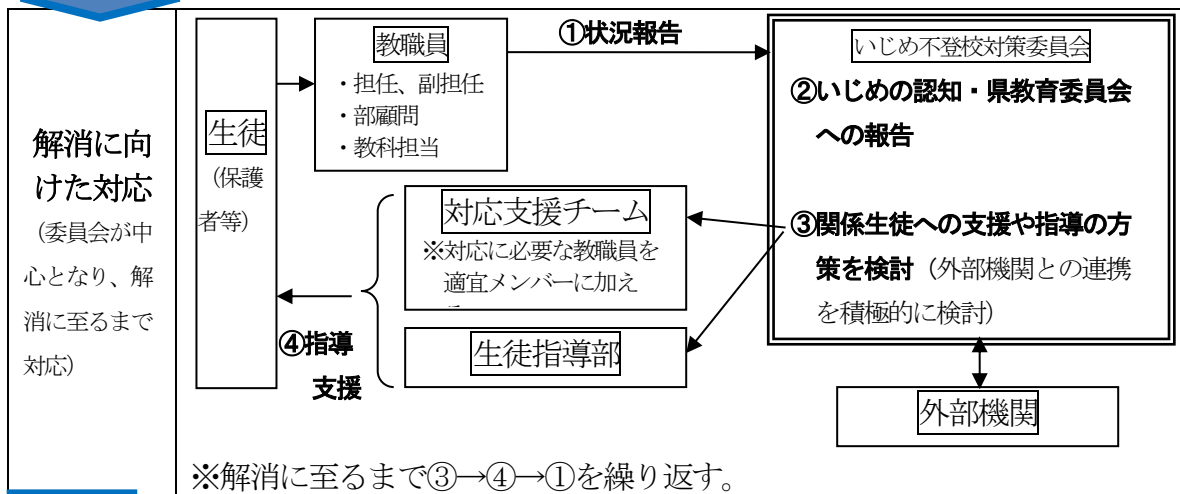 解消に向
けた対応
（委員会が中
心となり、解
消に至るまで
対応）
生徒
（保護
者等）
教職員
・担任、副担任
・部顧問
・教科担当
①状況報告
いじめ不登校対策委員会
②いじめの認知・県教育委員会
への報告
③関係生徒への支援や指導の方
策を検討（外部機関との連携
を積極的に検討）
対応支援チーム
※対応に必要な教職員を
適宜メンバーに加え
生徒指導部
④指導
支援
外部機関
※解消に至るまで③→④→①を繰り返す。